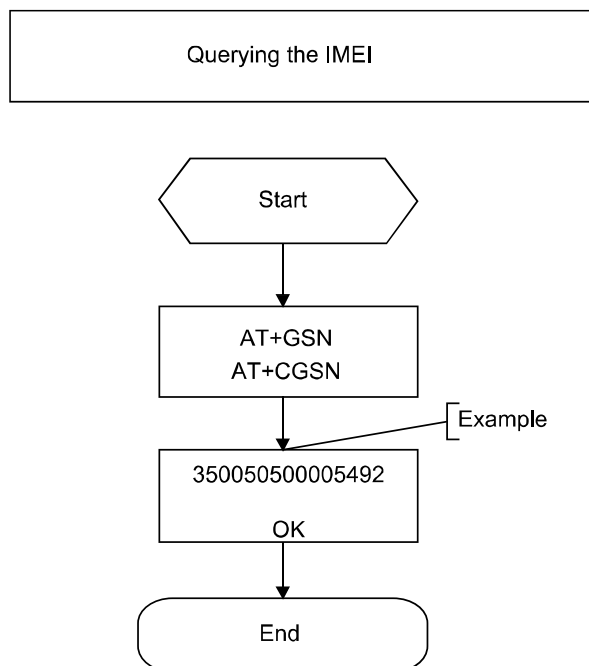 Querying the IMEI
Start
AT+GSN
AT+CGSN
Example
350050500005492
OK
End